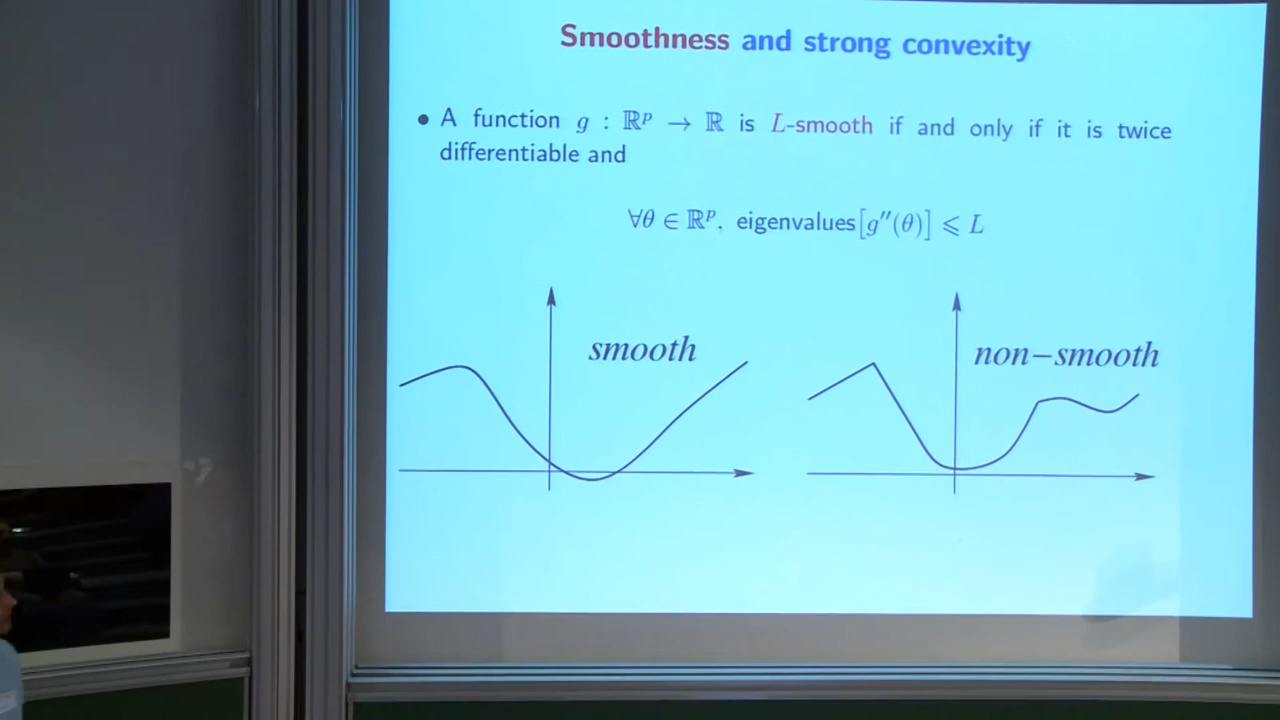 Smoothness and strong convexity
• A function g : ℝᵖ → ℝ is L-smooth if and only if it is twice
differentiable and
∀θ ∈ ℝᵖ, eigenvalues[g″(θ)] ⩽ L
smooth
non−smooth